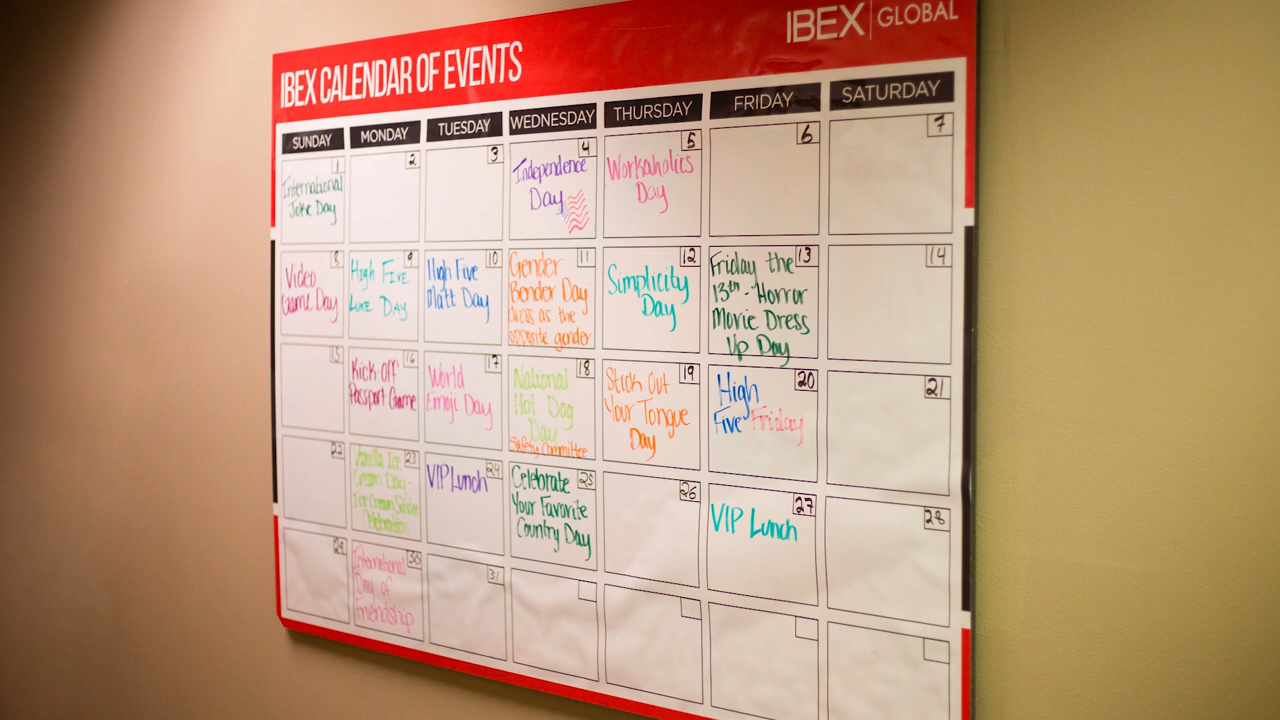 IBEX GLOBAL
IBEX CALENDAR OF EVENTS
SUNDAY MONDAY TUESDAY WEDNESDAY THURSDAY FRIDAY SATURDAY
1
International
Joke Day
2
3
4
Independence
Day
5
Workaholics
Day
6
7
8
Video
Game Day
9
High Five
Luke Day
10
High Five
Matt Day
11
Gender
Bender Day
dress as the
opposite gender
12
Simplicity
Day
13
Friday the
13th - Horror
Movie Dress
Up Day
14
15
16
Kick-off
Passport Game
17
World
Emoji Day
18
National
Hot Dog
Day
Safety Committee
19
Stick Out
Your Tongue
Day
20
High
Five Friday
21
22
23
Vanilla Ice
Cream Day -
Ice Cream Sundae
Celebration
24
VIP Lunch
25
Celebrate
Your Favorite
Country Day
26
27
VIP Lunch
28
29
30
International
Day of
Friendship
31